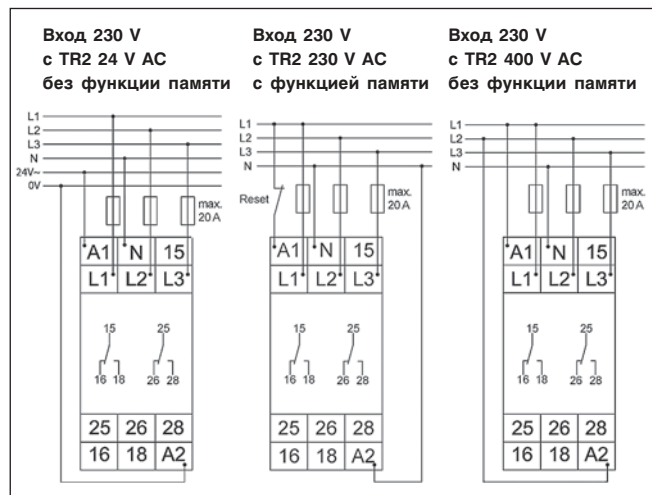 Вход 230 V
с TR2 24 V AC
без функции памяти
L1
L2
L3
N
24V~
0V
max.
20 A
A1 N 15
L1 L2 L3
15 25
16 18 26 28
25 26 28
16 18 A2
Вход 230 V
с TR2 230 V AC
с функцией памяти
L1
L2
L3
N
Reset
max.
20 A
A1 N 15
L1 L2 L3
15 25
16 18 26 28
25 26 28
16 18 A2
Вход 230 V
с TR2 400 V AC
без функции памяти
L1
L2
L3
N
max.
20 A
A1 N 15
L1 L2 L3
15 25
16 18 26 28
25 26 28
16 18 A2